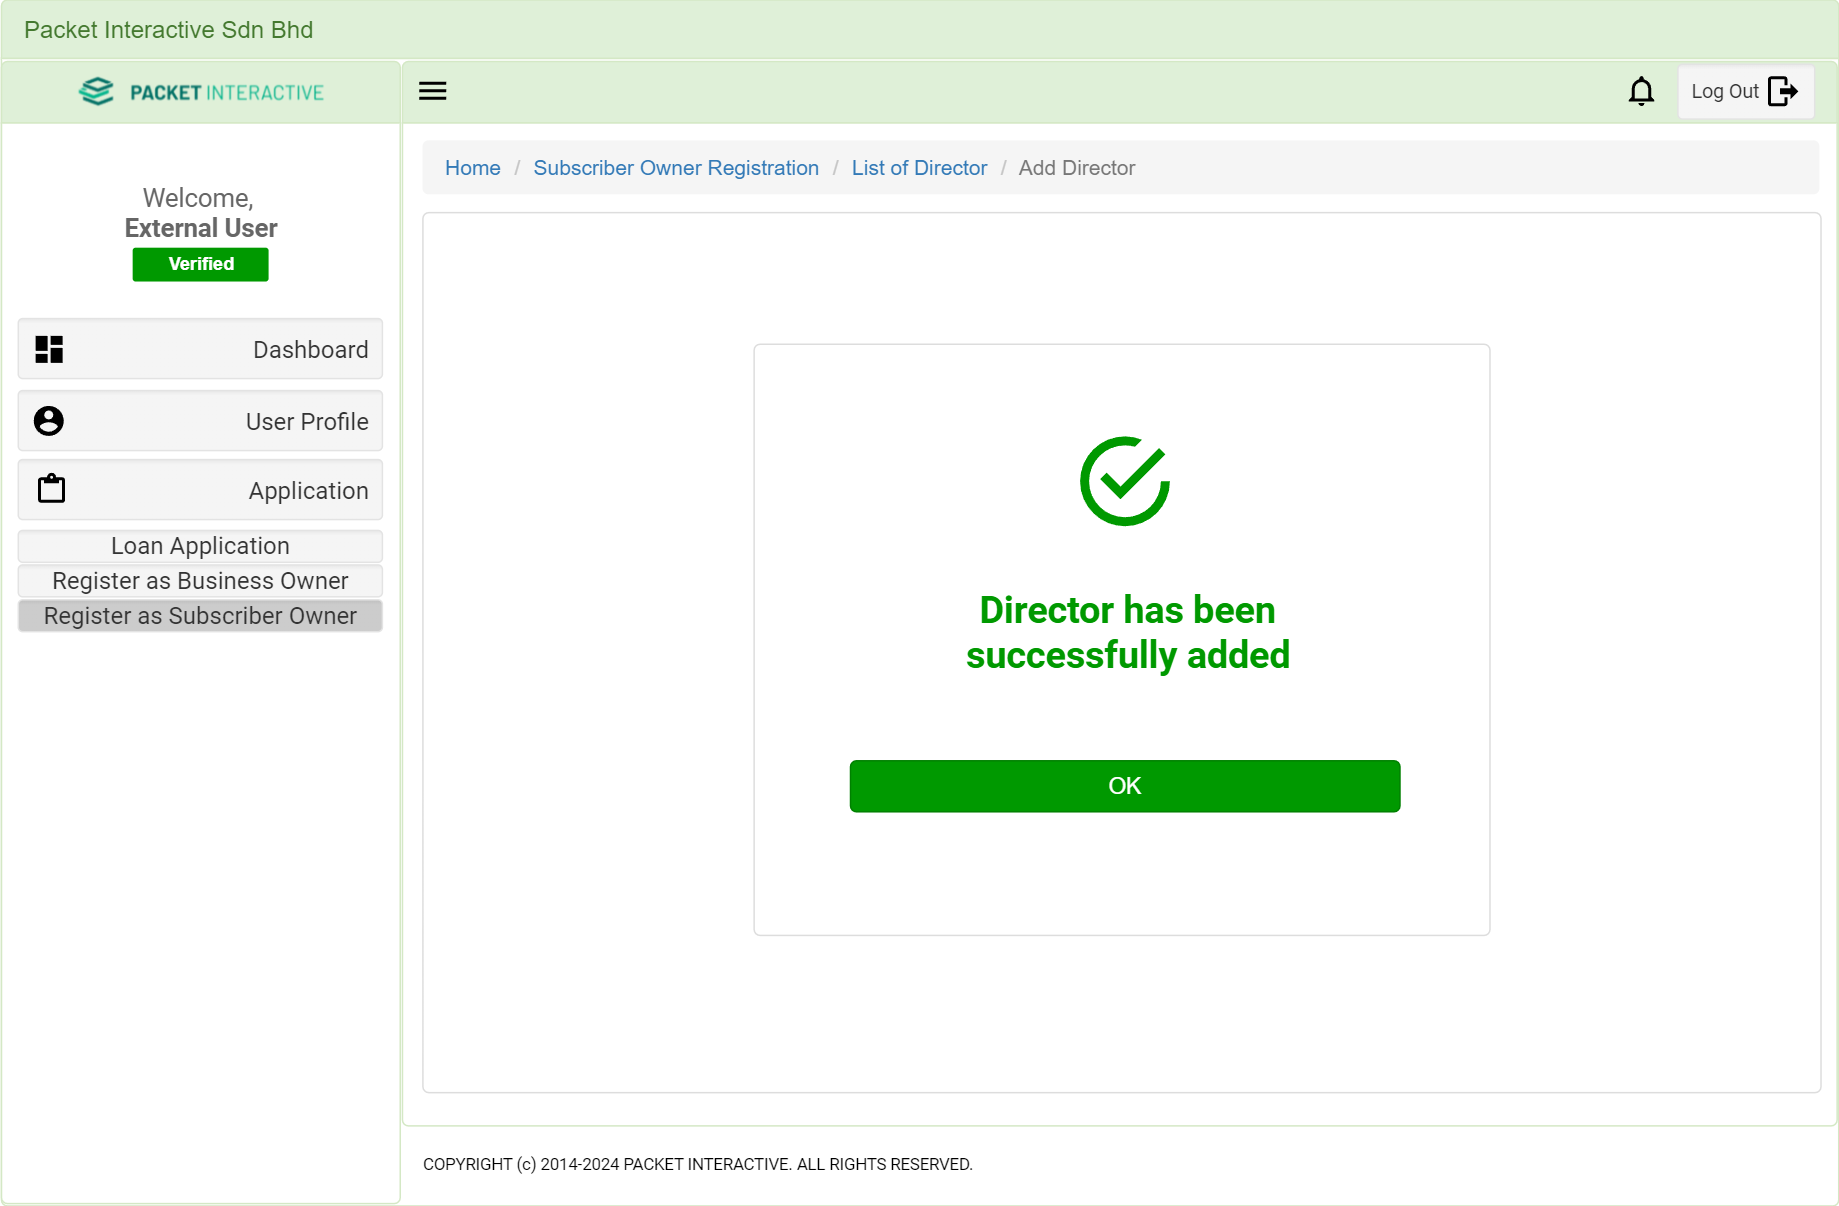 Packet Interactive Sdn Bhd
PACKET INTERACTIVE
Log Out
Welcome,
External User
Verified
Dashboard
User Profile
Application
Loan Application
Register as Business Owner
Register as Subscriber Owner
Home / Subscriber Owner Registration / List of Director / Add Director
Director has been
successfully added
OK
COPYRIGHT (c) 2014-2024 PACKET INTERACTIVE. ALL RIGHTS RESERVED.